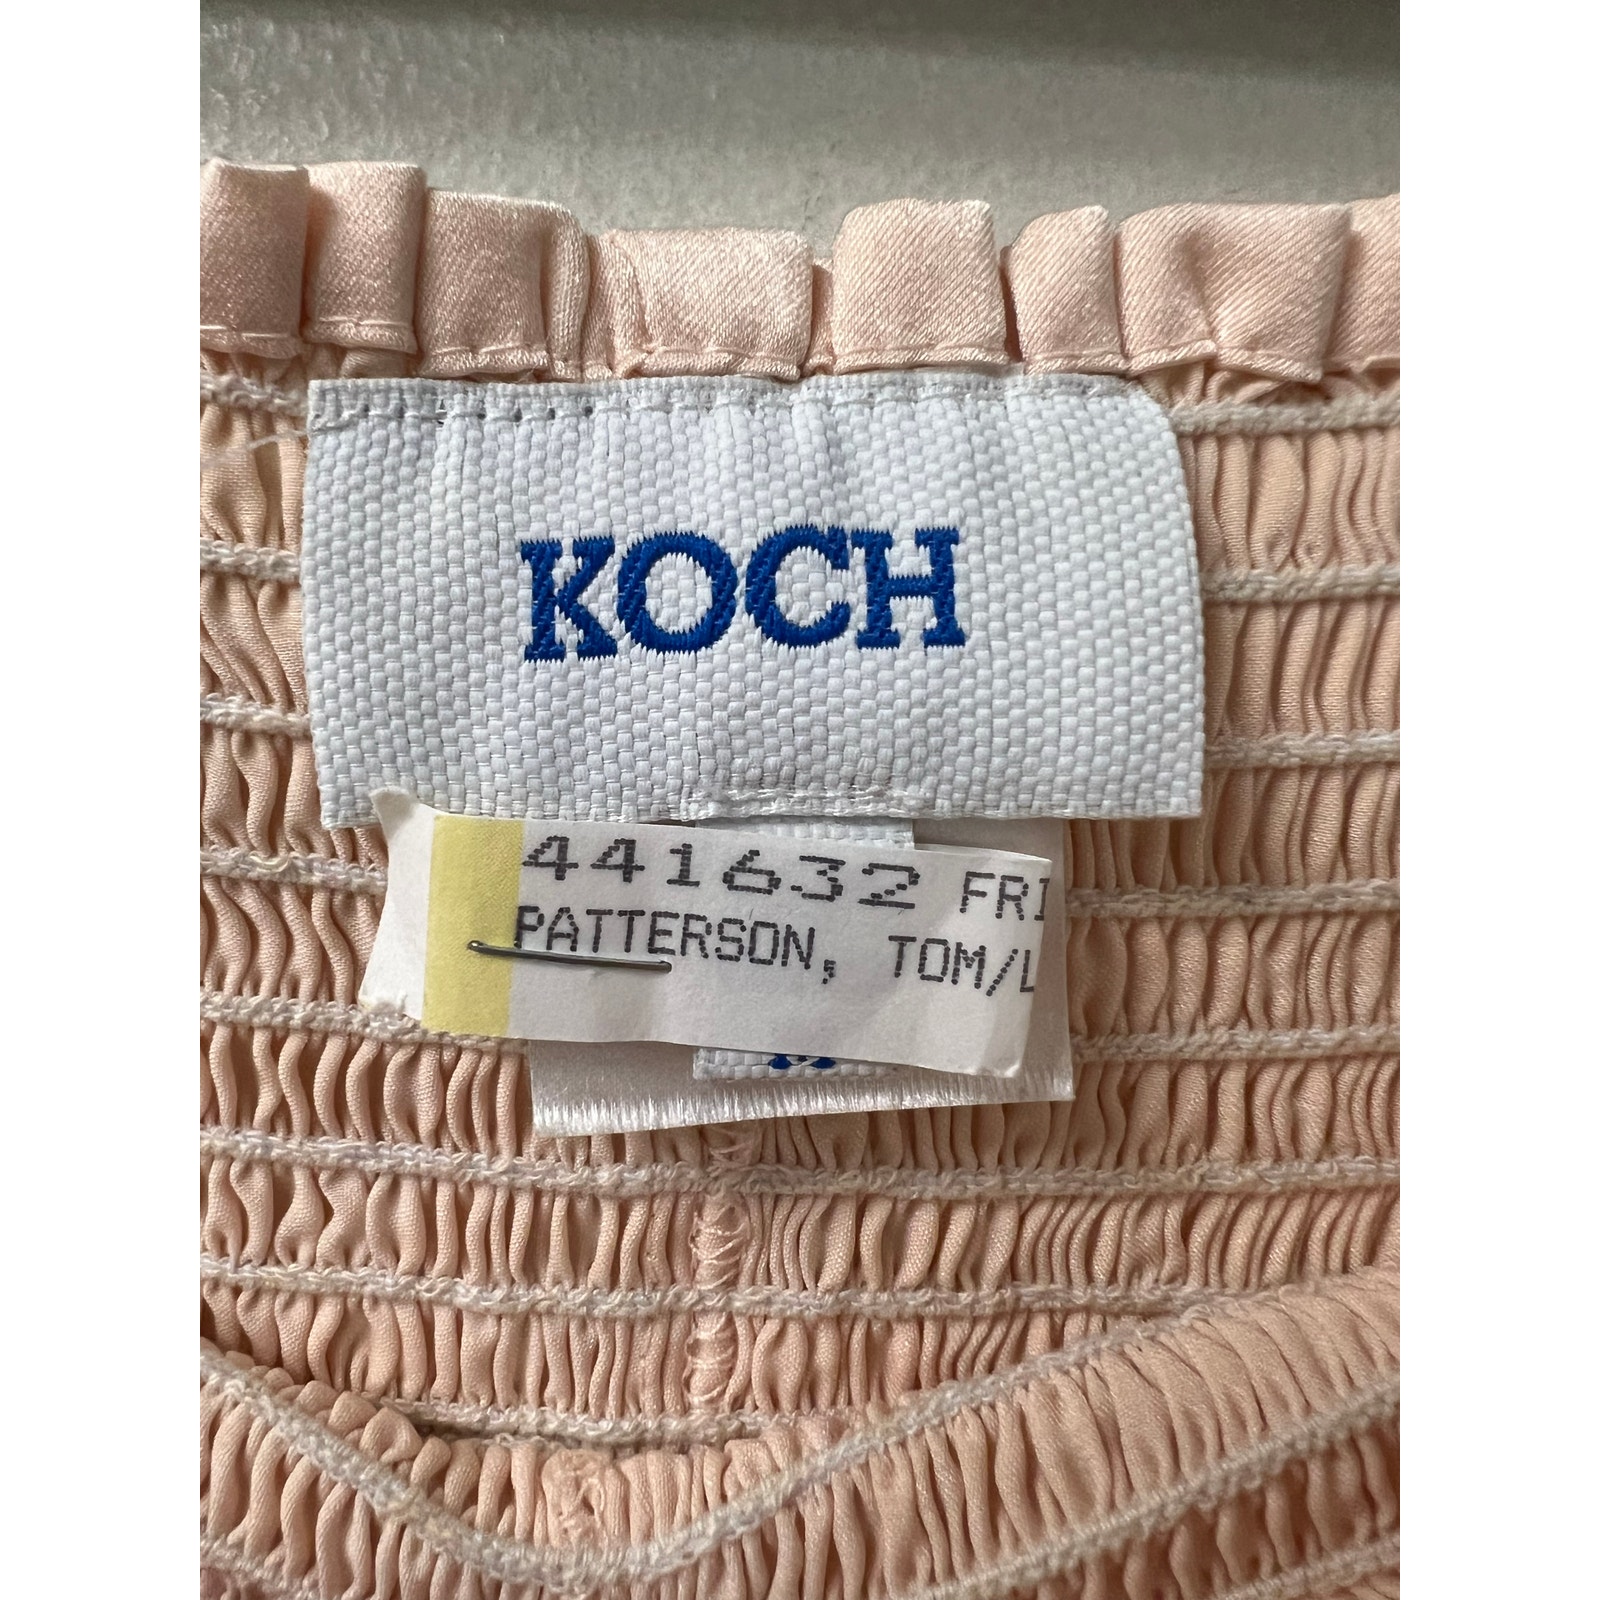 KOCH
441632 FRI
PATTERSON, TOM/L